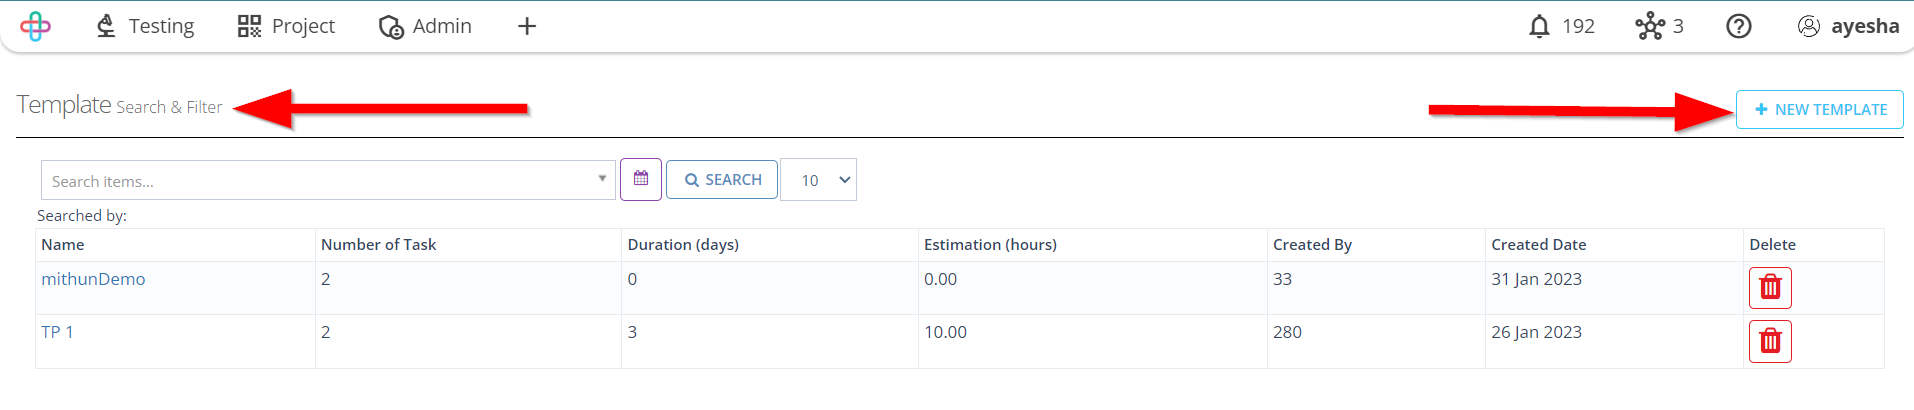 Testing Project Admin + 192 3 ayesha
Template Search & Filter + NEW TEMPLATE
Search items... SEARCH 10
Searched by:
Name Number of Task Duration (days) Estimation (hours) Created By Created Date Delete
mithunDemo 2 0 0.00 33 31 Jan 2023
TP 1 2 3 10.00 280 26 Jan 2023